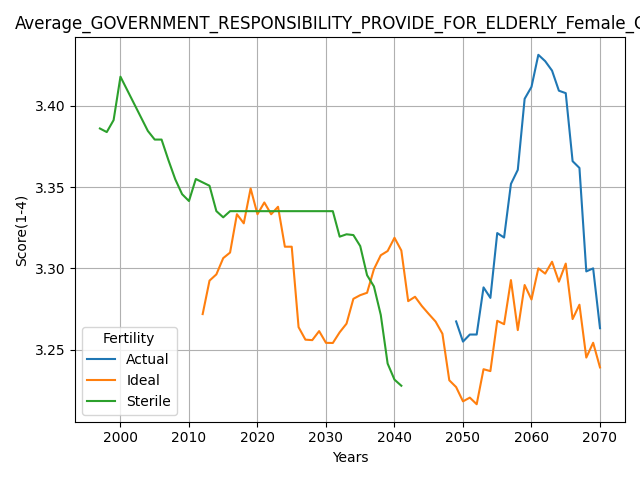 Average_GOVERNMENT_RESPONSIBILITY_PROVIDE_FOR_ELDERLY_Female_
Score(1-4)
3.40
3.35
3.30
3.25
Fertility
Actual
Ideal
Sterile
2000 2010 2020 2030 2040 2050 2060 2070
Years